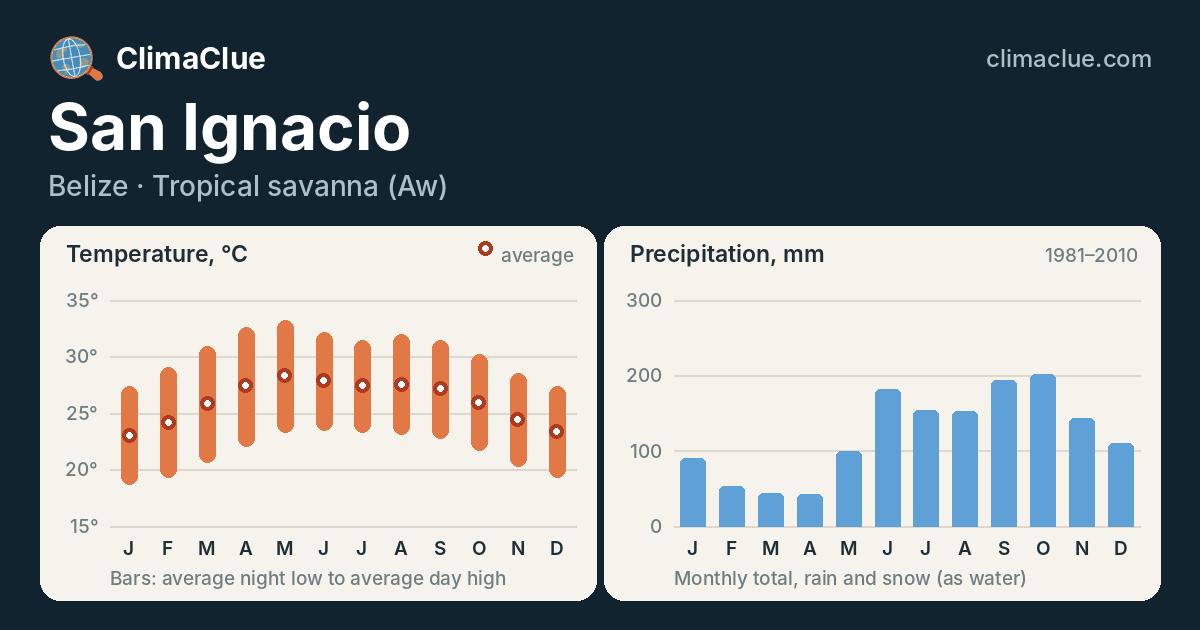 ClimaClue
climaclue.com
San Ignacio
Belize · Tropical savanna (Aw)
Temperature, °C
average
35°
30°
25°
20°
15°
J F M A M J J A S O N D
Bars: average night low to average day high
Precipitation, mm
1981–2010
300
200
100
0
J F M A M J J A S O N D
Monthly total, rain and snow (as water)